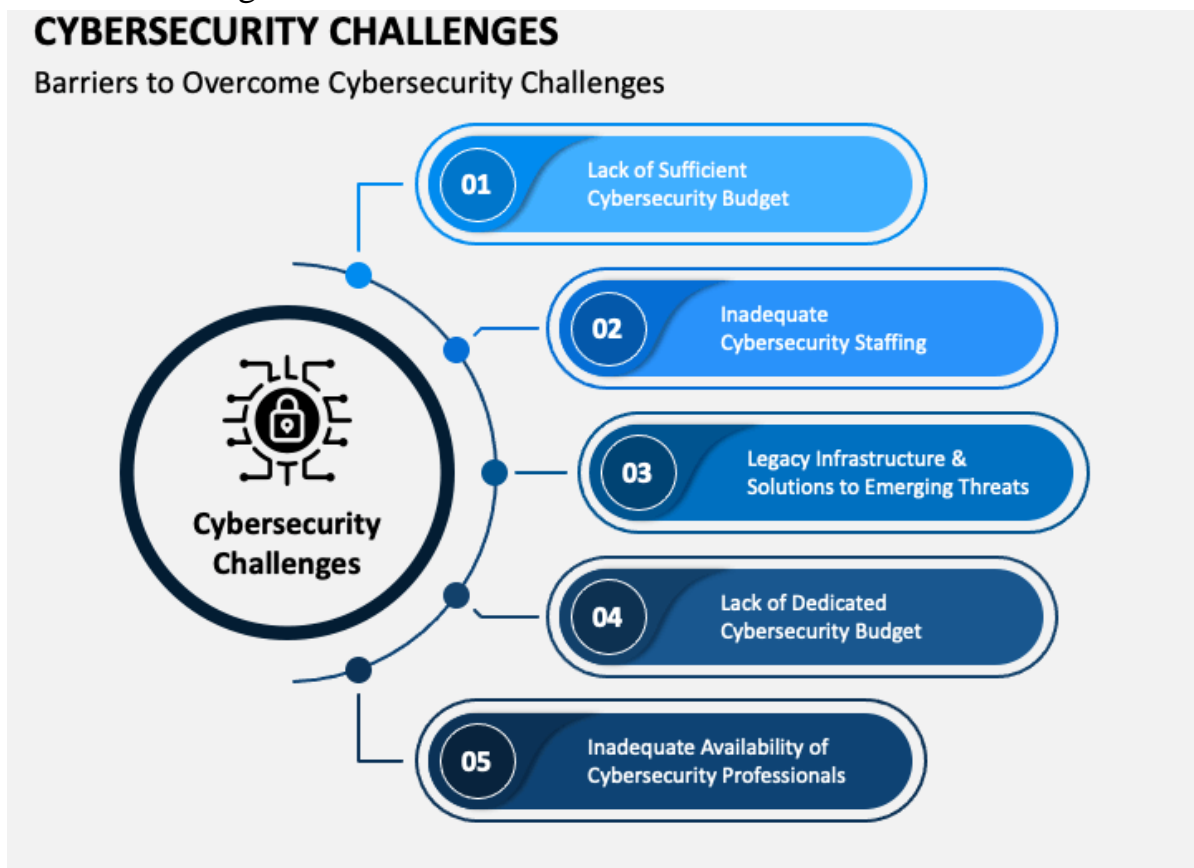 CYBERSECURITY CHALLENGES
Barriers to Overcome Cybersecurity Challenges
01
Lack of Sufficient
Cybersecurity Budget
02
Inadequate
Cybersecurity Staffing
03
Legacy Infrastructure &
Solutions to Emerging Threats
04
Lack of Dedicated
Cybersecurity Budget
05
Inadequate Availability of
Cybersecurity Professionals
Cybersecurity
Challenges